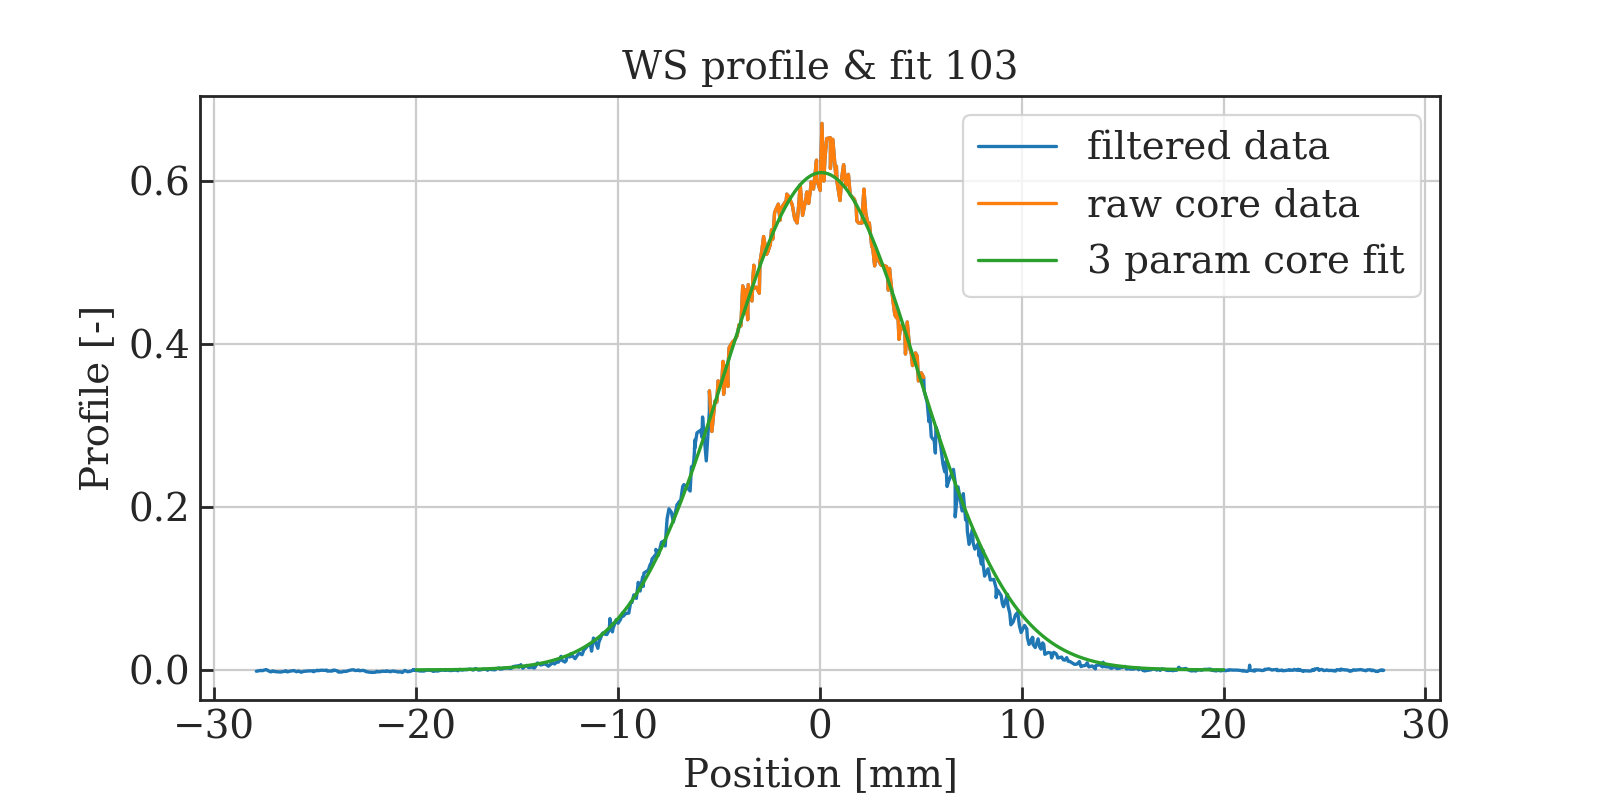 WS profile & fit 103
filtered data
raw core data
3 param core fit
Profile [-]
0.6
0.4
0.2
0.0
−30 −20 −10 0 10 20 30
Position [mm]